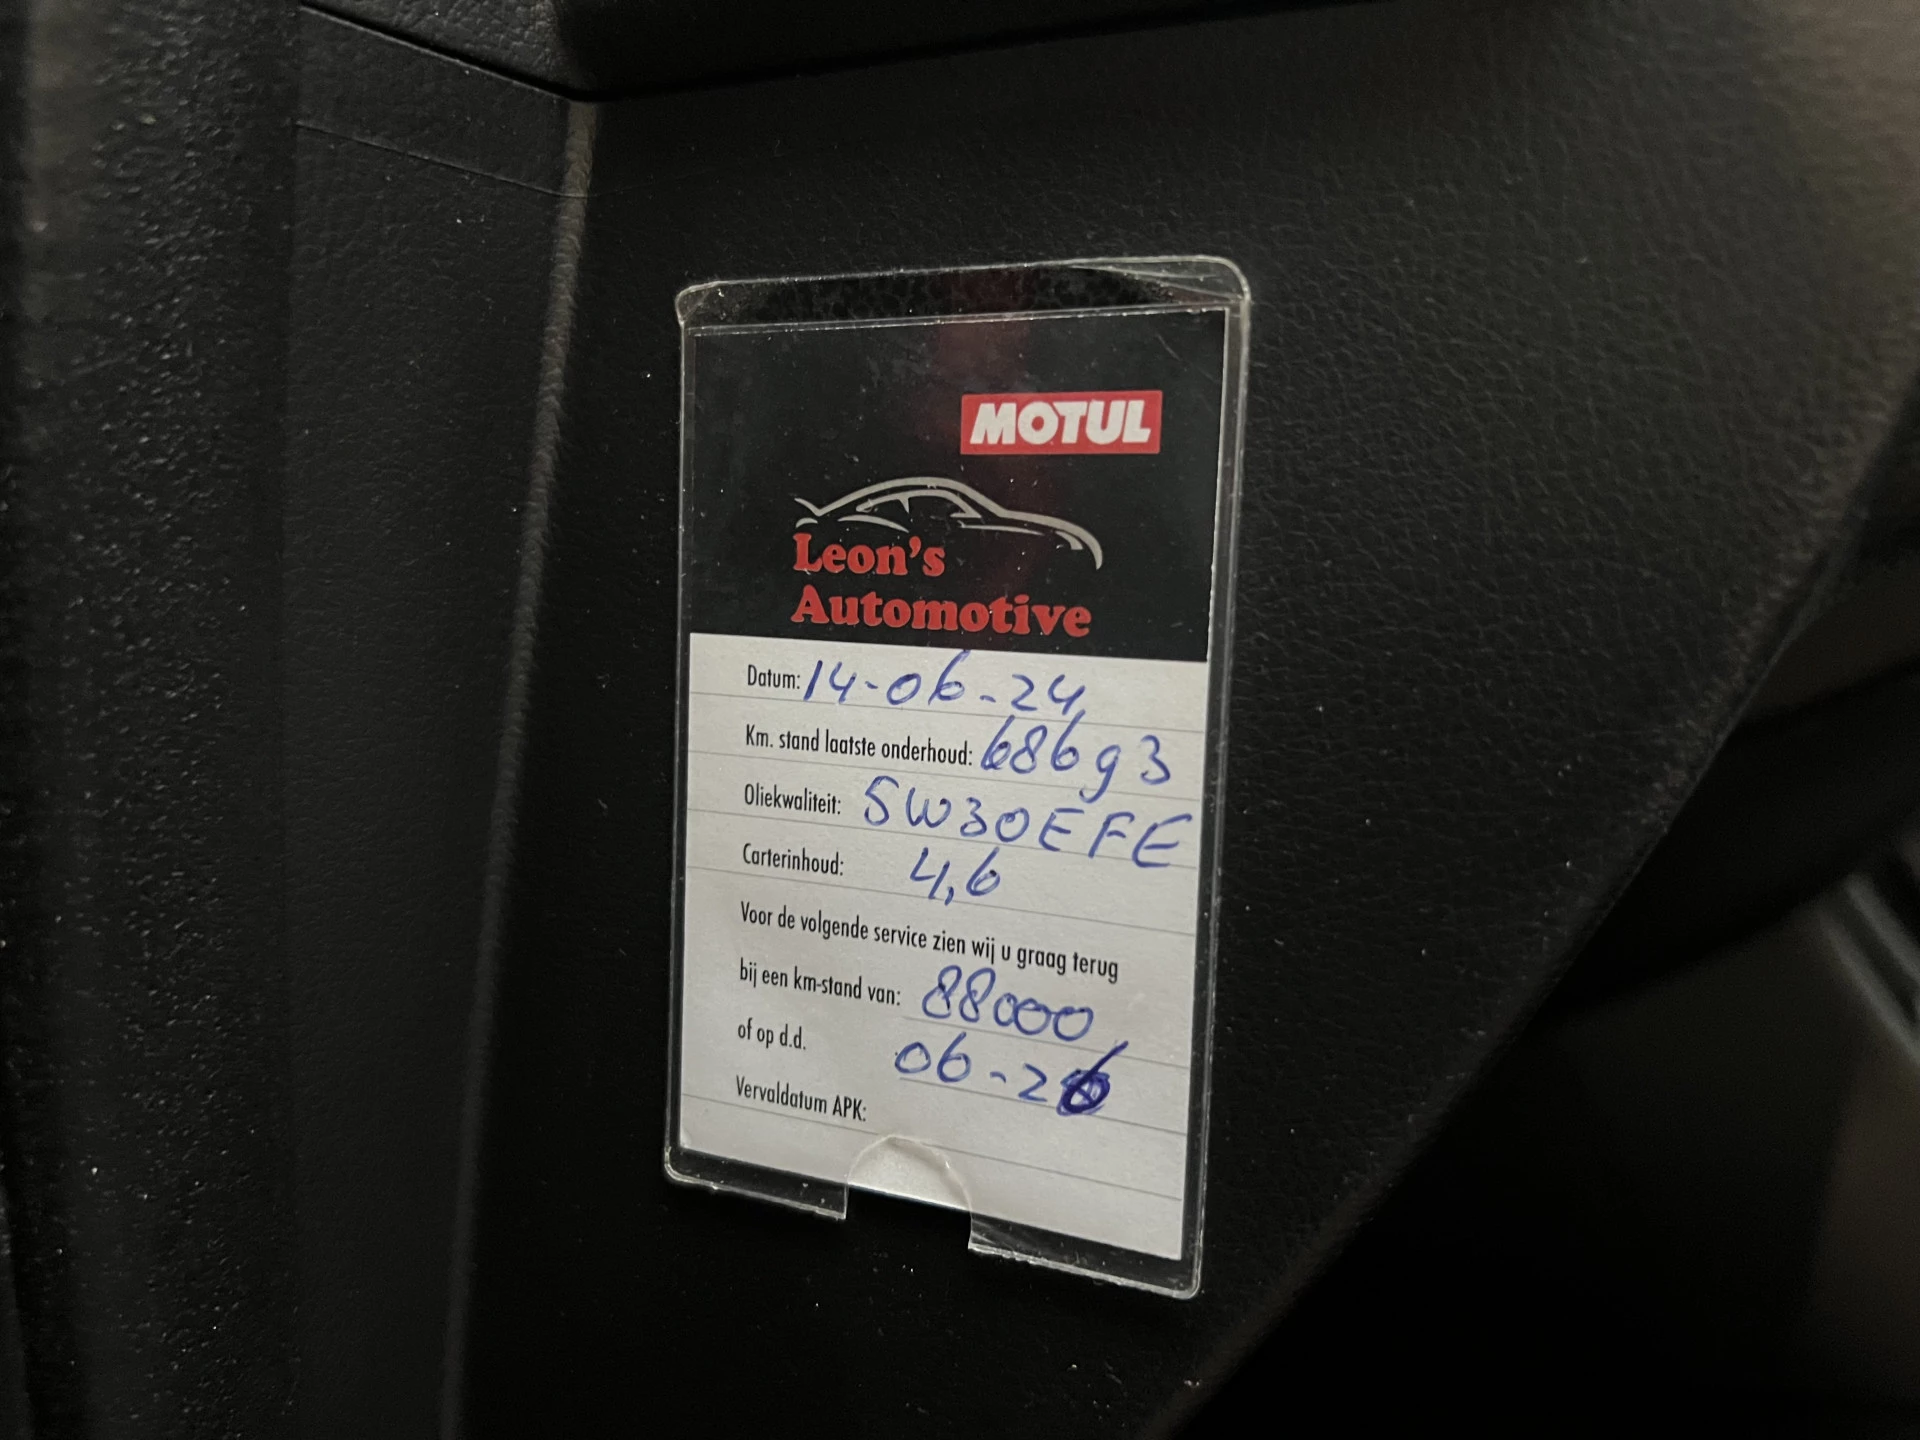 MOTUL
Leon's
Automotive
Datum: 14-06-24
Km. stand laatste onderhoud: 68693
Oliekwaliteit: 5W30EFE
Carterinhoud: 4,6
Voor de volgende service zien wij u graag terug
bij een km-stand van: 88000
of op d.d. 06-26
Vervaldatum APK: